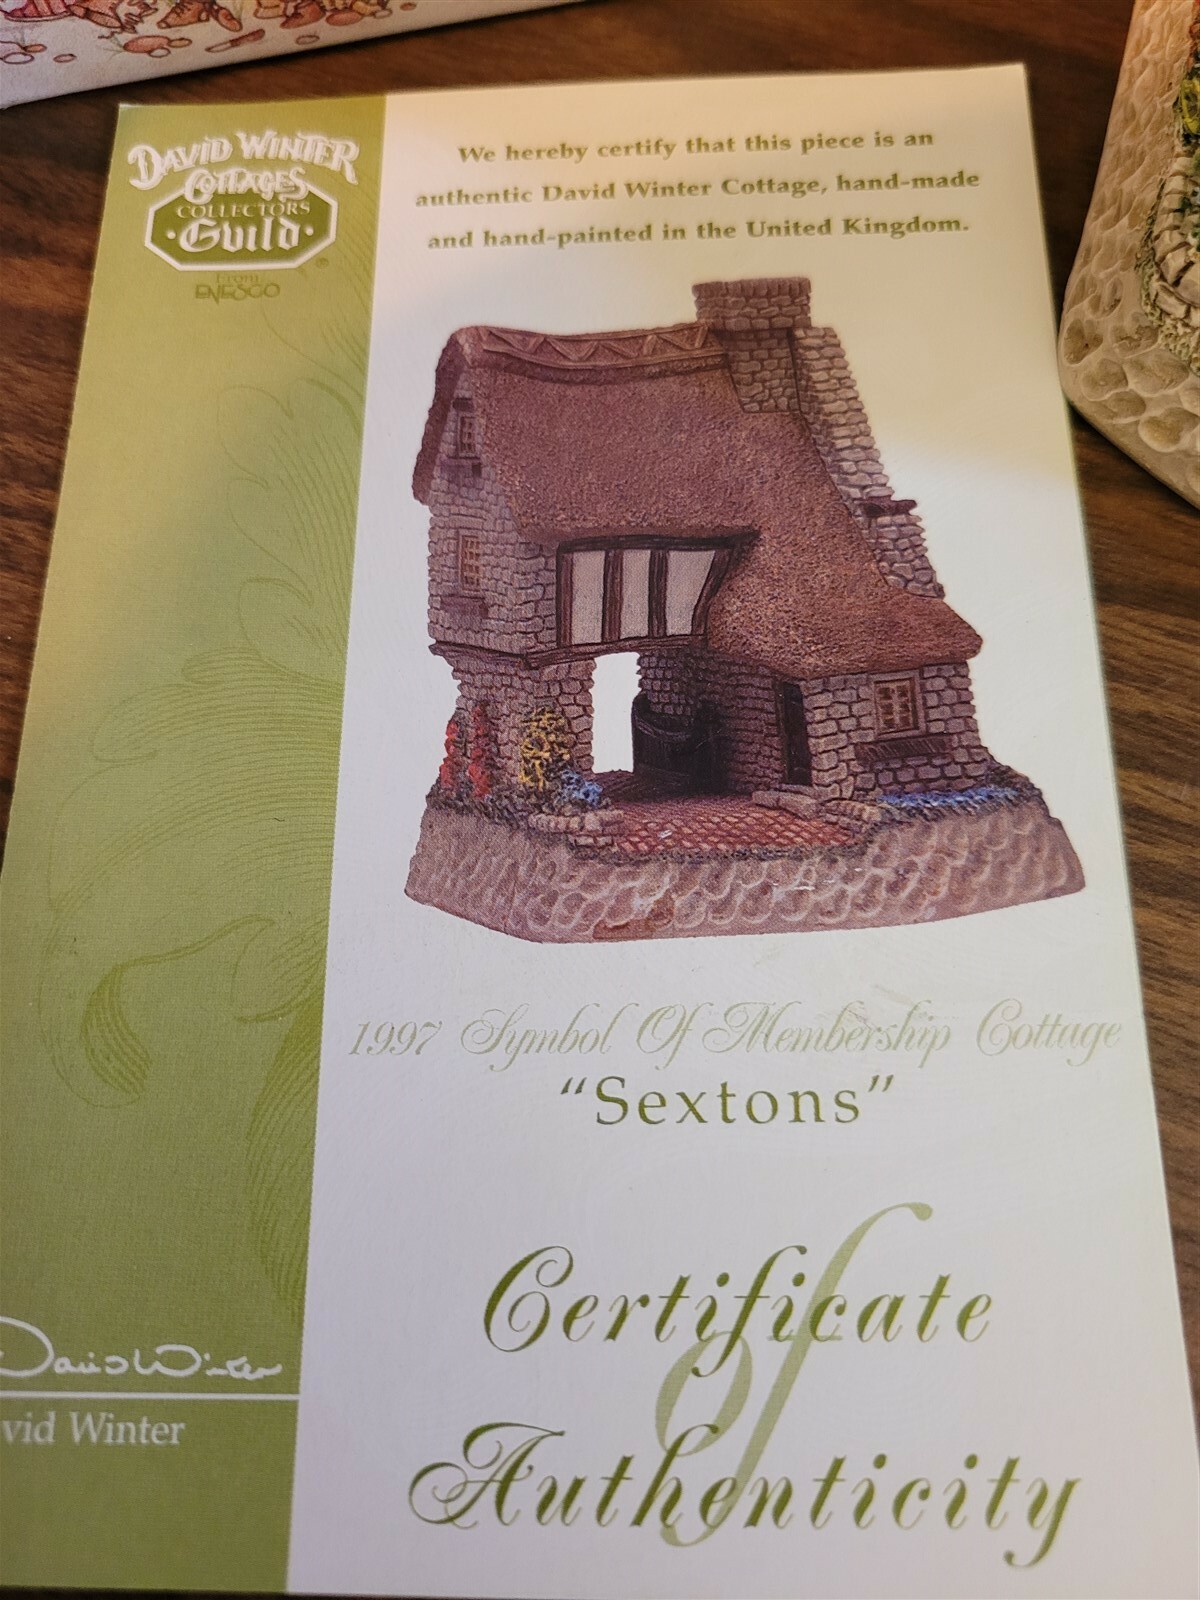 DAVID WINTER
COTTAGES
COLLECTORS
·Guild·
From
ENESCO
We hereby certify that this piece is an
authentic David Winter Cottage, hand-made
and hand-painted in the United Kingdom.
1997 Symbol Of Membership Cottage
"Sextons"
Certificate
of
Authenticity
David Winter
vid Winter